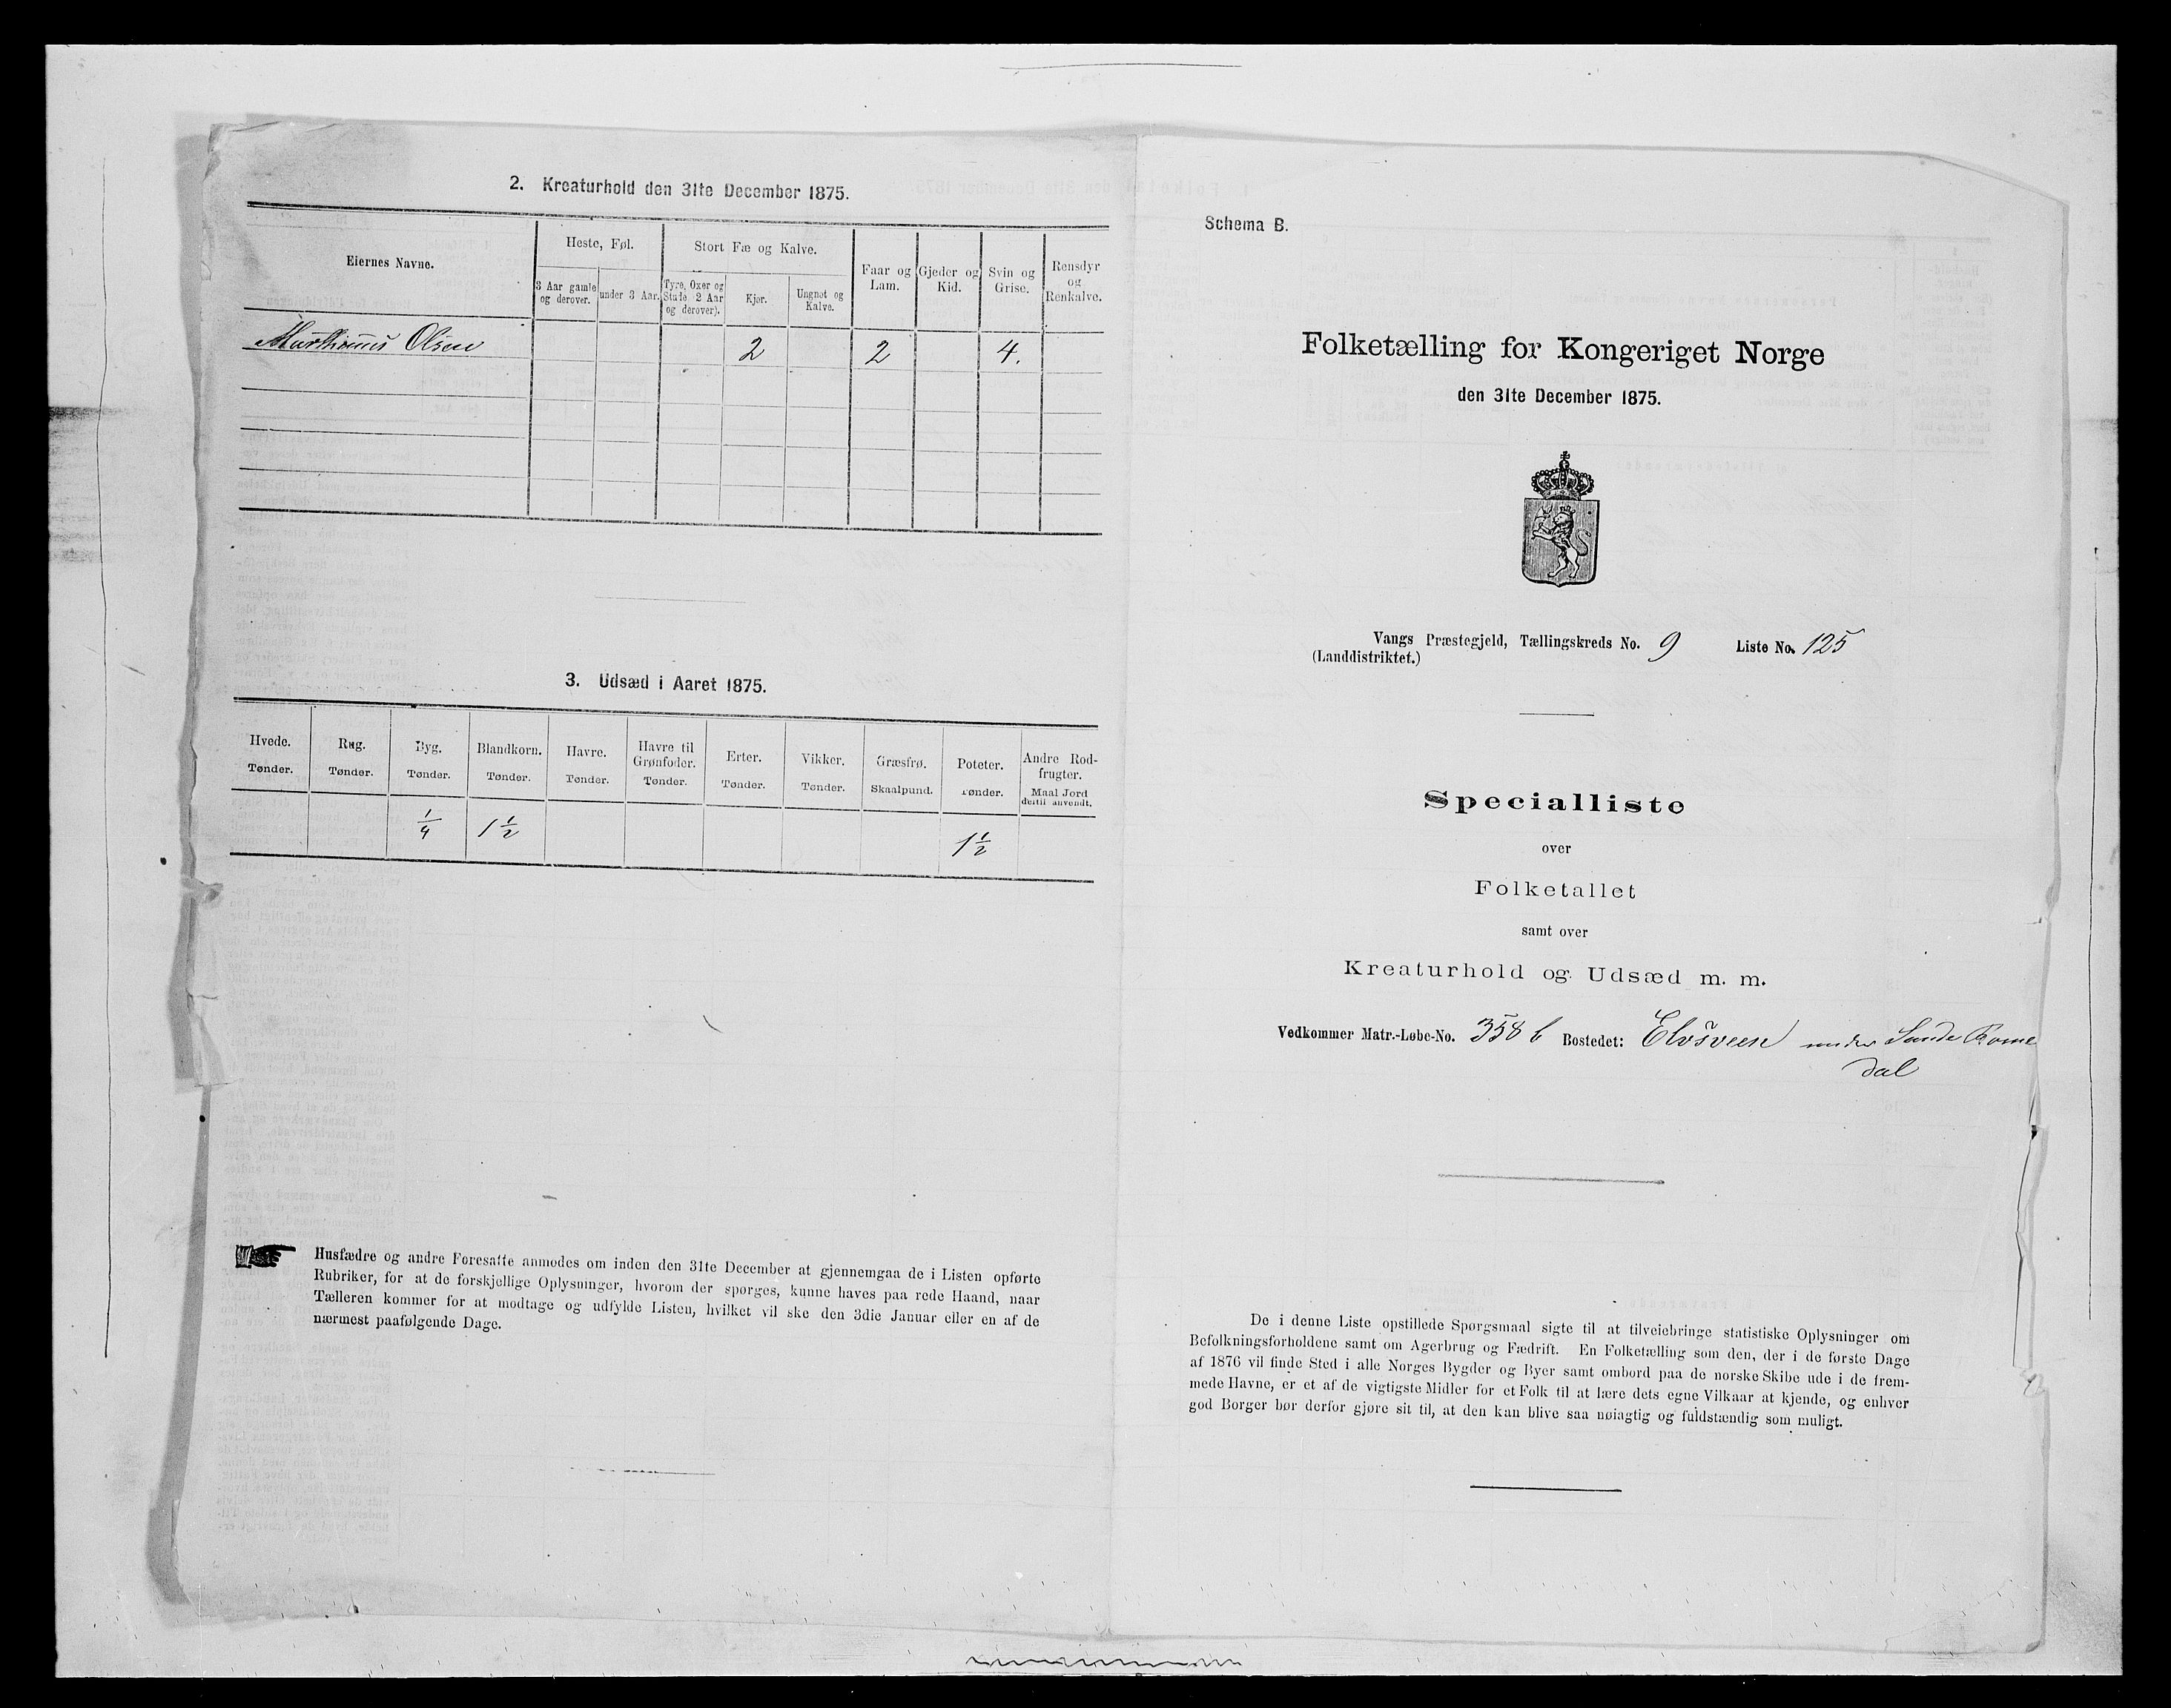 2. Kreaturhold den 31te December 1875.
Eiernes Navne.
Heste, Føl.
Stort Fæ og Kalve.
Faar og Lam.
Gjeder og Kid.
Svin og Grise.
Rensdyr og Renkalve.
3 Aar gamle og derover.
under 3 Aar.
Tyre, Oxer og Stude (2 Aar og derover).
Kjør.
Ungnøt og Kalve.
Olsen 2 2 4.
3. Udsæd i Aaret 1875.
Hvede. Rug. Byg. Blandkorn. Havre. Havre til Grønfoder. Erter. Vikker. Græsfrø. Poteter. Andre Rodfrugter.
Tønder. Tønder. Tønder. Tønder. Tønder. Tønder. Tønder. Tønder. Skaalpund. Tønder. Maal Jord dertil anvendt.
1/4 1 1/2 1 1/2
Husfædre og andre Foresatte anmodes om inden den 31te December at gjennemgaa de i Listen opførte
Rubriker, for at de forskjellige Oplysninger, hvorom der spørges, kunne haves paa rede Haand, naar
Tælleren kommer for at modtage og udfylde Listen, hvilket vil ske den 3die Januar eller en af de
nærmest paafølgende Dage.
Schema B.
Folketælling for Kongeriget Norge
den 31te December 1875.
Vangs Præstegjeld, Tællingskreds No. 9 Liste No. 125
(Landdistriktet.)
Specialliste
over
Folketallet
samt over
Kreaturhold og Udsæd m. m.
Vedkommer Matr.-Løbe-No. 358 b Bostedet: Elvsveen under Sande Rome
dal
De i denne Liste opstillede Spørgsmaal sigte til at tilveiebringe statistiske Oplysninger om
Befolkningsforholdene samt om Agerbrug og Fædrift. En Folketælling som den, der i de første Dage
af 1876 vil finde Sted i alle Norges Bygder og Byer samt ombord paa de norske Skibe ude i de frem-
mede Havne, er et af de vigtigste Midler for et Folk til at lære dets egne Vilkaar at kjende, og enhver
god Borger bør derfor gjøre sit til, at den kan blive saa nøiagtig og fuldstændig som muligt.